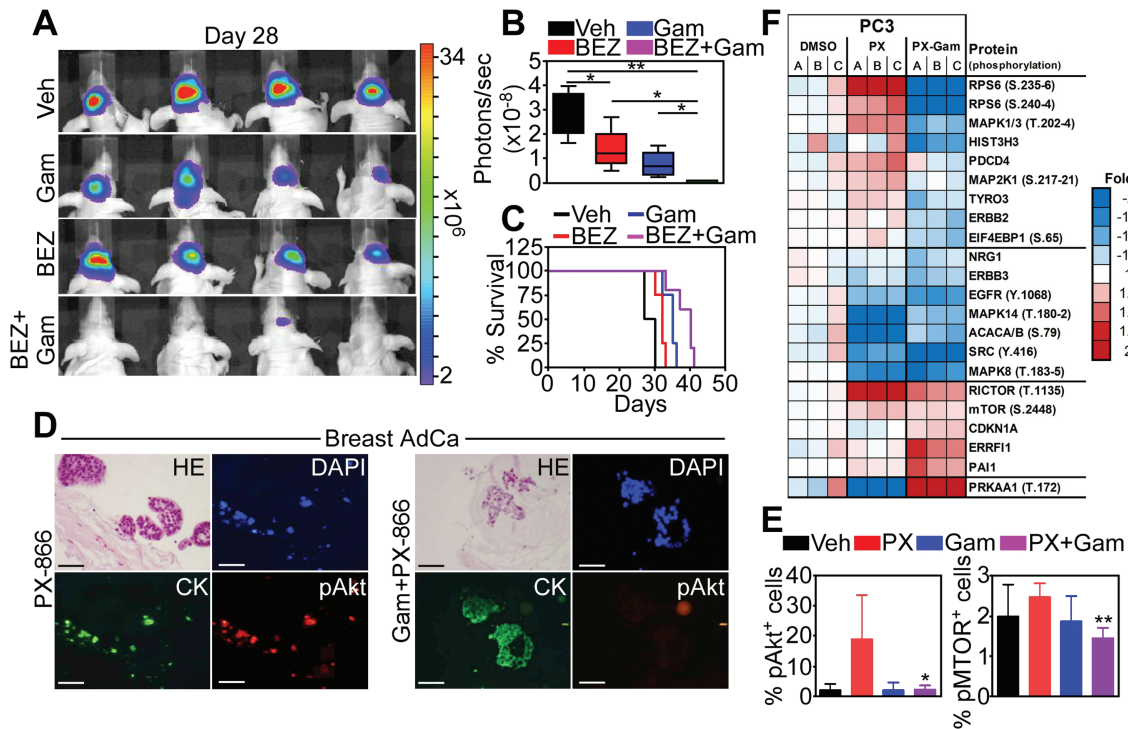 A
Day 28
Veh
Gam
BEZ
BEZ+
Gam
34
x10⁶
2
B
Veh
Gam
BEZ
BEZ+Gam
Photons/sec
(x10-8)
5
4
3
2
1
0
**
*
*
*
C
Veh
Gam
BEZ
BEZ+Gam
% Survival
125
100
75
50
25
0
0 10 20 30 40 50
Days
D
Breast AdCa
PX-866
HE
DAPI
CK
pAkt
Gam+PX-866
HE
DAPI
CK
pAkt
F
PC3
DMSO PX PX-Gam Protein
(phosphorylation)
A B C A B C A B C
RPS6 (S.235-6)
RPS6 (S.240-4)
MAPK1/3 (T.202-4)
HIST3H3
PDCD4
MAP2K1 (S.217-21)
TYRO3
ERBB2
EIF4EBP1 (S.65)
NRG1
ERBB3
EGFR (Y.1068)
MAPK14 (T.180-2)
ACACA/B (S.79)
SRC (Y.416)
MAPK8 (T.183-5)
RICTOR (T.1135)
mTOR (S.2448)
CDKN1A
ERRFI1
PAI1
PRKAA1 (T.172)
E
Veh PX Gam PX+Gam
% pAkt+ cells
40
30
20
10
0
*
% pMTOR+ cells
3
2
1
0
**